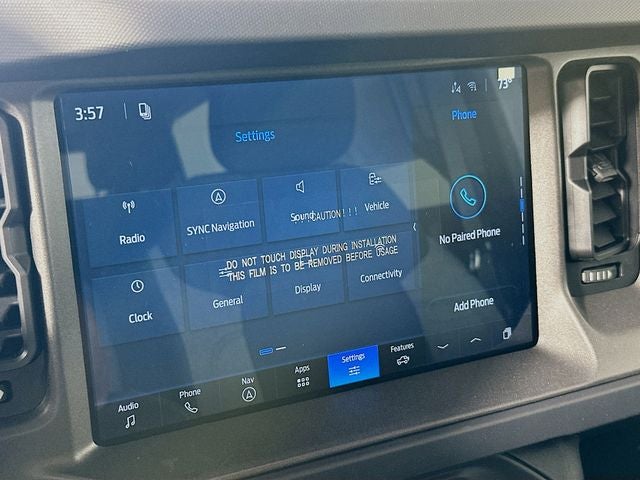 3:57
73°
Settings
Phone
Radio
SYNC Navigation
Sound
Vehicle
CAUTION!!!
DO NOT TOUCH DISPLAY DURING INSTALLATION
THIS FILM IS TO BE REMOVED BEFORE USAGE
No Paired Phone
Clock
General
Display
Connectivity
Add Phone
Audio
Phone
Nav
Apps
Settings
Features